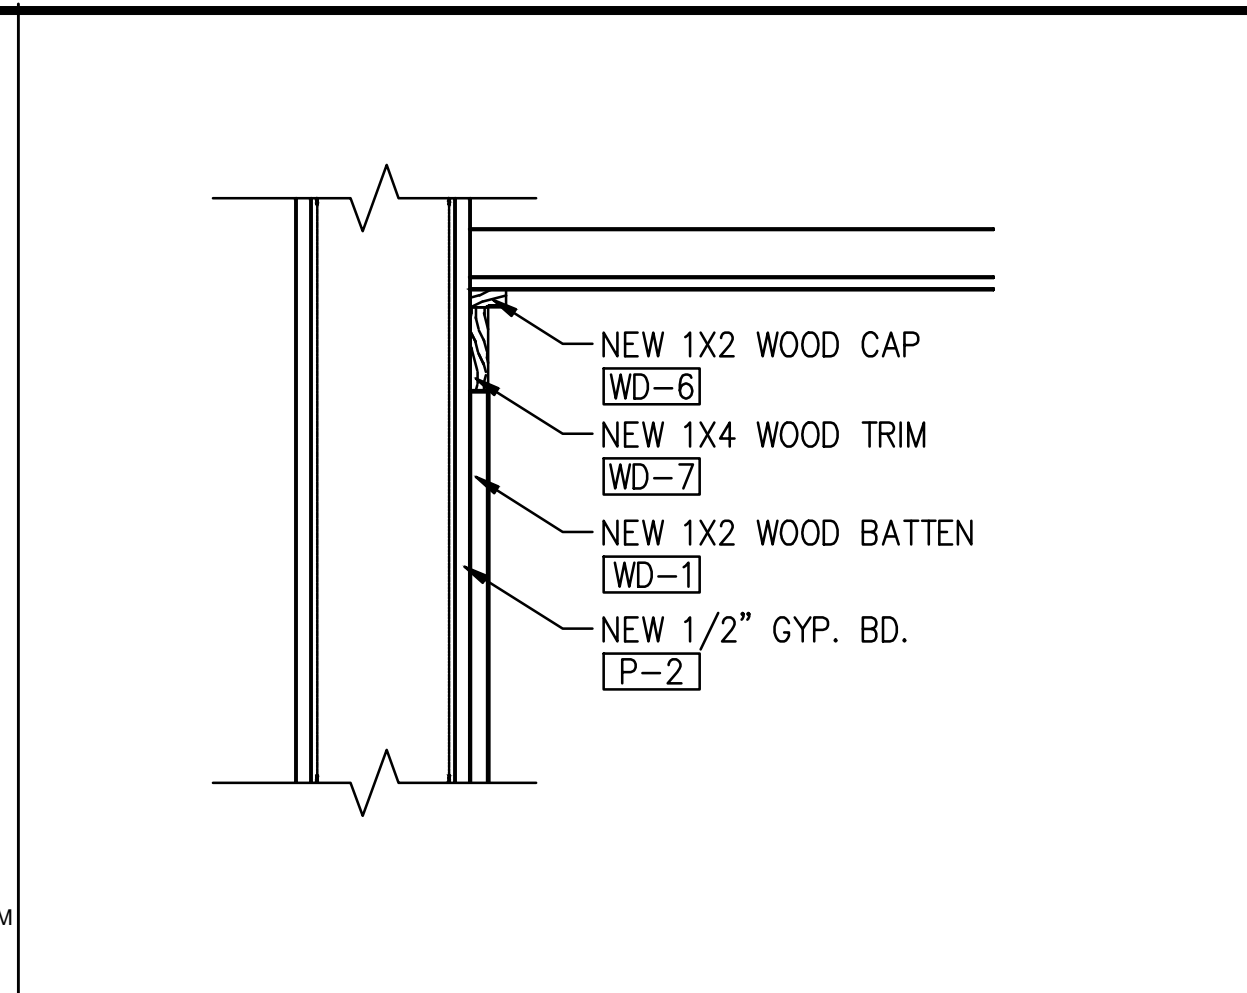 NEW 1X2 WOOD CAP
WD-6
NEW 1X4 WOOD TRIM
WD-7
NEW 1X2 WOOD BATTEN
WD-1
NEW 1/2" GYP. BD.
P-2
M